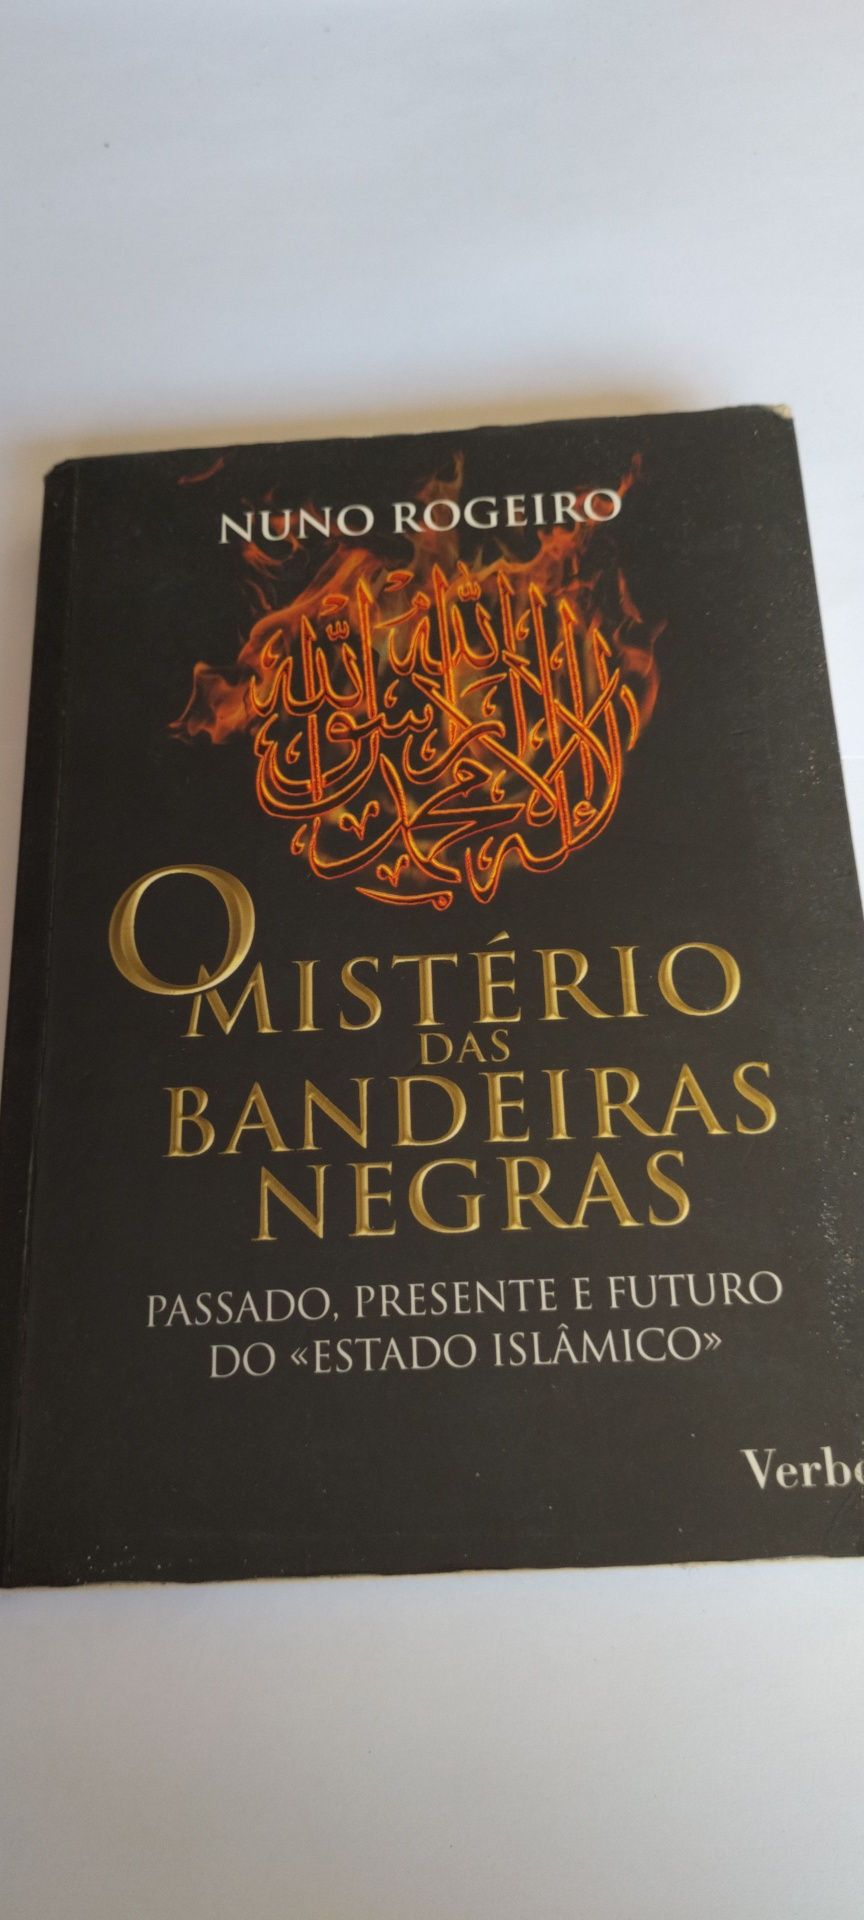 NUNO ROGEIRO
لا إله إلا الله محمد رسول الله
O MISTÉRIO
DAS
BANDEIRAS
NEGRAS
PASSADO, PRESENTE E FUTURO
DO «ESTADO ISLÂMICO»
Verbo